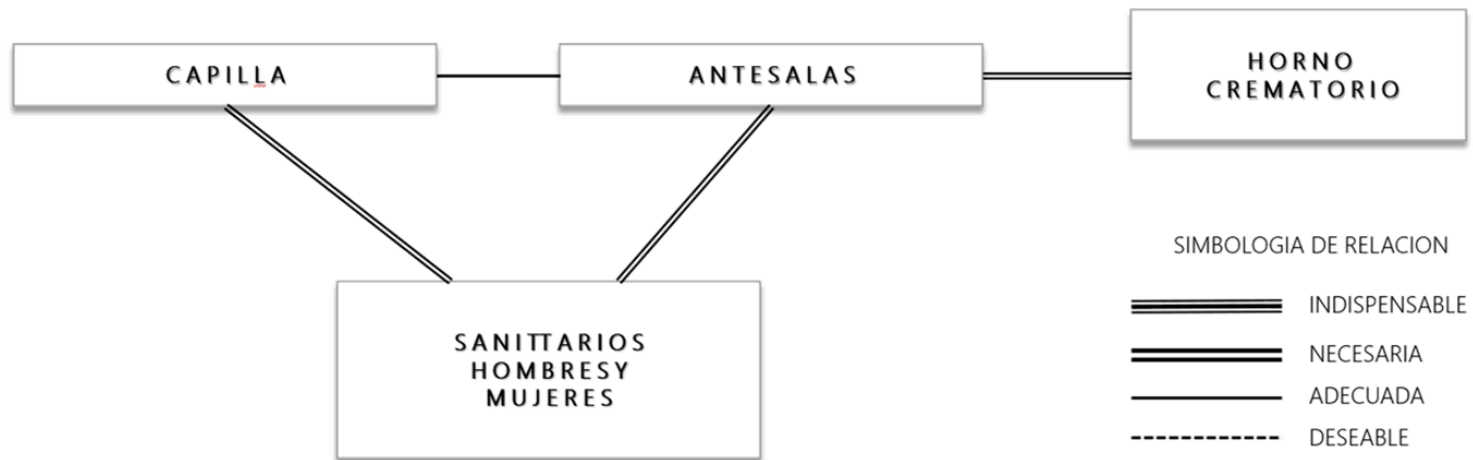 CAPILLA
ANTESALAS
HORNO
CREMATORIO
SANITTARIOS
HOMBRESY
MUJERES
SIMBOLOGIA DE RELACION
INDISPENSABLE
NECESARIA
ADECUADA
DESEABLE